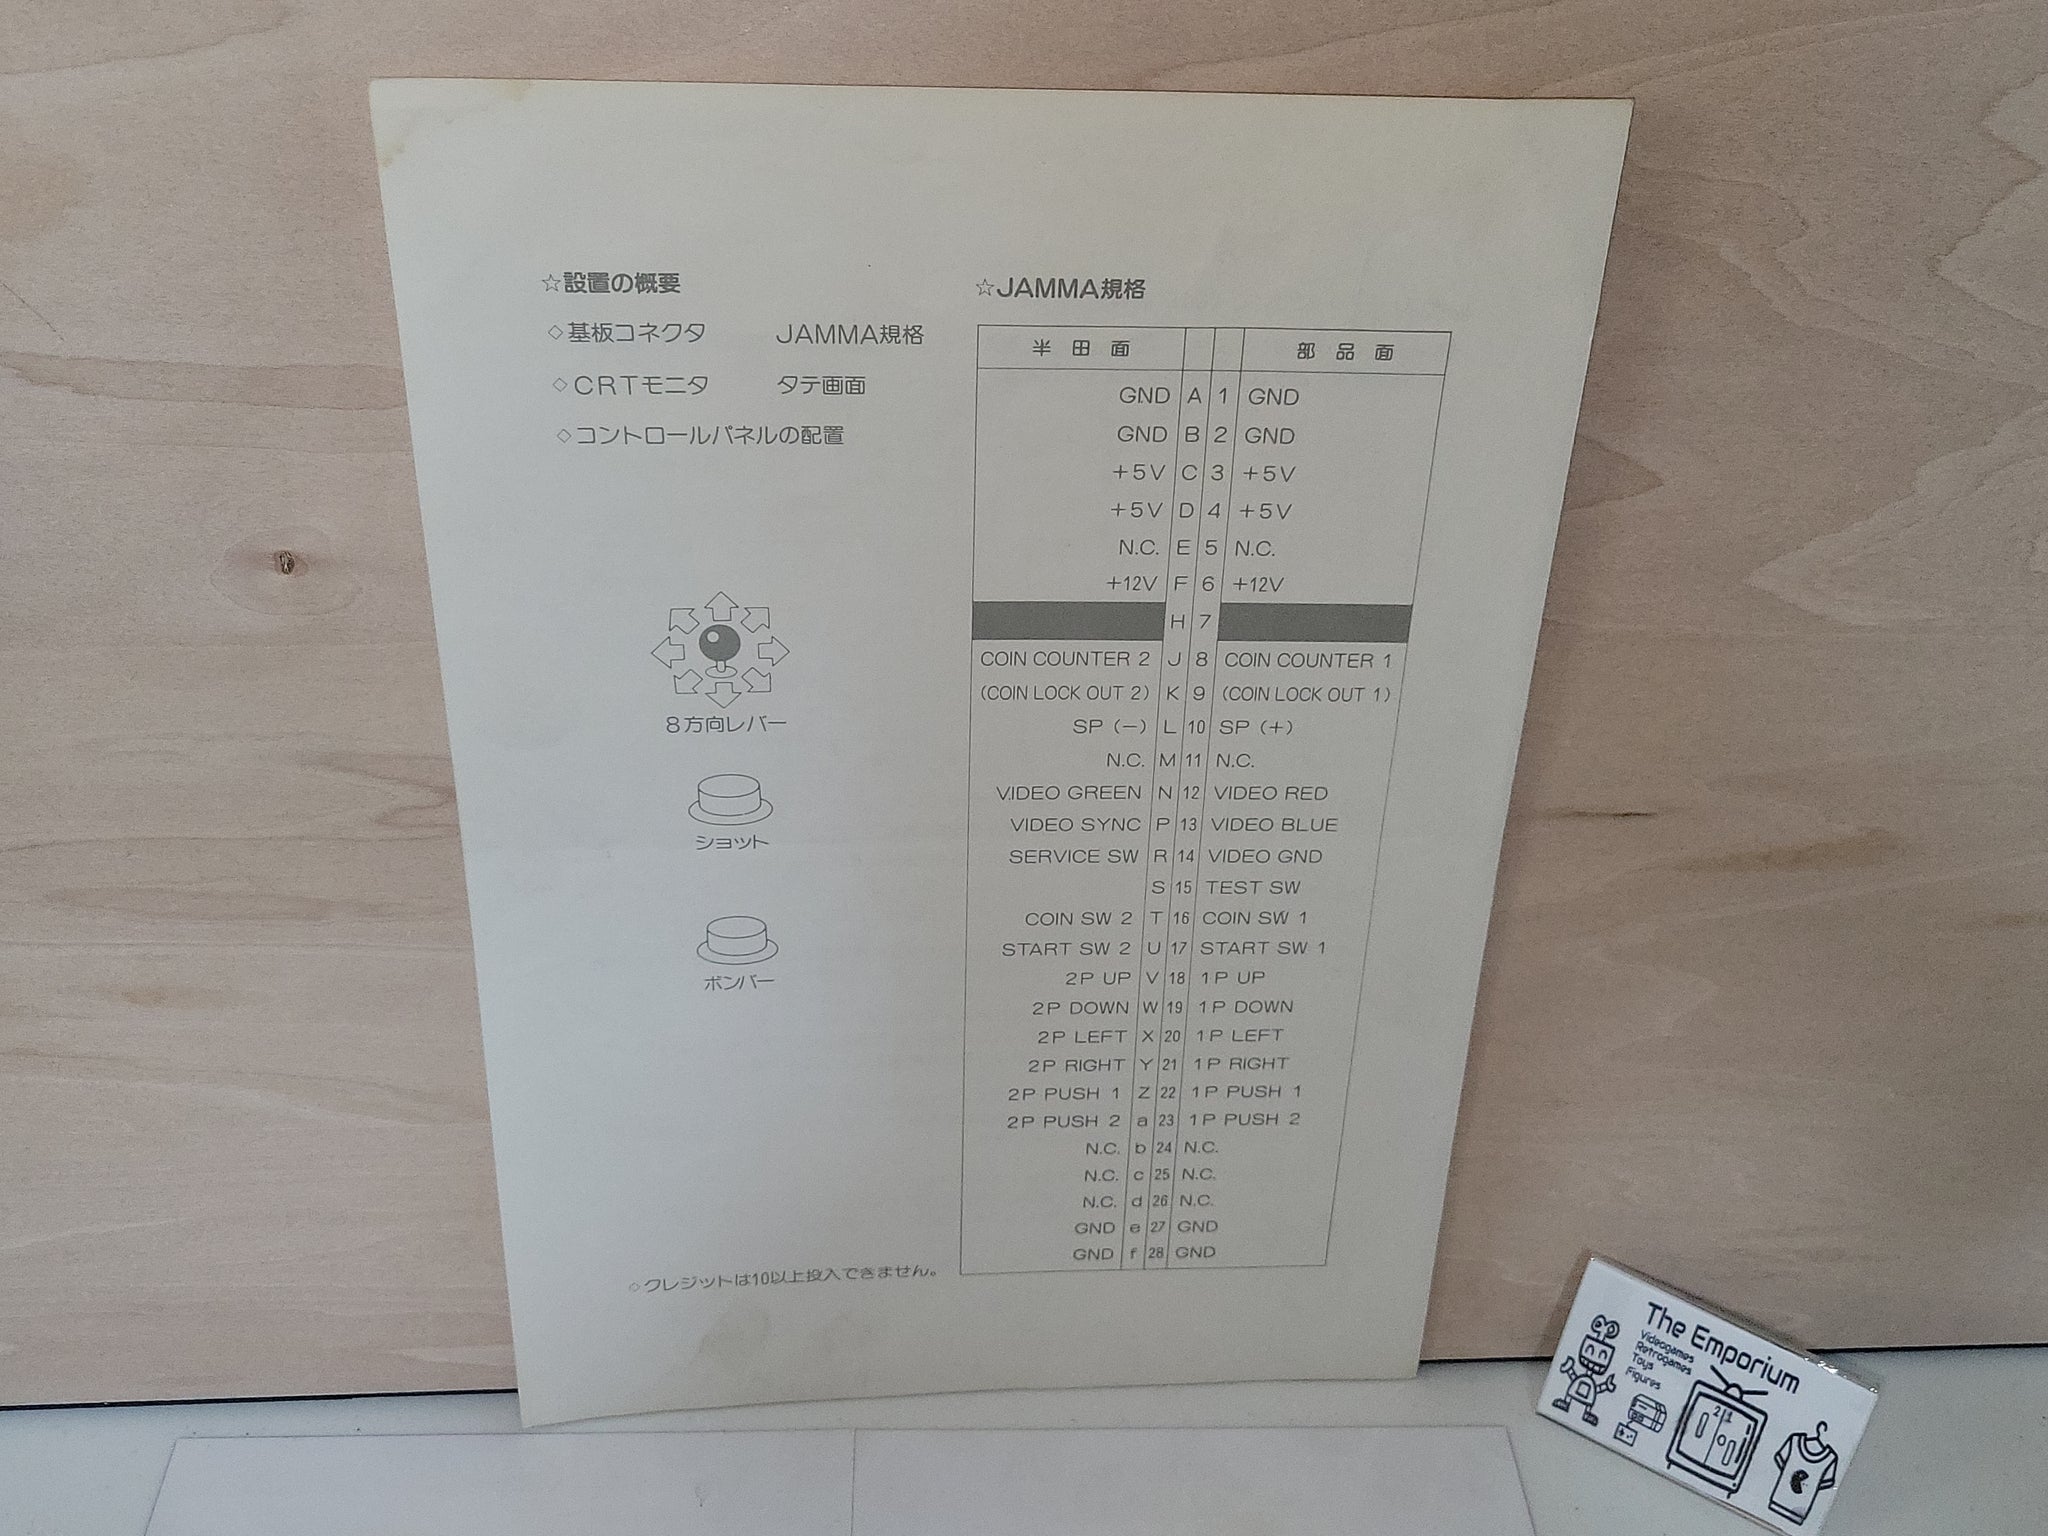 ☆設置の概要
◇基板コネクタ JAMMA規格
◇CRTモニタ タテ画面
◇コントロールパネルの配置
8方向レバー
ショット
ボンバー
◇クレジットは10以上投入できません。
☆JAMMA規格
半田面 部品面
GND A 1 GND
GND B 2 GND
+5V C 3 +5V
+5V D 4 +5V
N.C. E 5 N.C.
+12V F 6 +12V
H 7
COIN COUNTER 2 J 8 COIN COUNTER 1
(COIN LOCK OUT 2) K 9 (COIN LOCK OUT 1)
SP (−) L 10 SP (+)
N.C. M 11 N.C.
VIDEO GREEN N 12 VIDEO RED
VIDEO SYNC P 13 VIDEO BLUE
SERVICE SW R 14 VIDEO GND
S 15 TEST SW
COIN SW 2 T 16 COIN SW 1
START SW 2 U 17 START SW 1
2P UP V 18 1P UP
2P DOWN W 19 1P DOWN
2P LEFT X 20 1P LEFT
2P RIGHT Y 21 1P RIGHT
2P PUSH 1 Z 22 1P PUSH 1
2P PUSH 2 a 23 1P PUSH 2
N.C. b 24 N.C.
N.C. c 25 N.C.
N.C. d 26 N.C.
GND e 27 GND
GND f 28 GND
The Emporium
Videogames
Retrogames
Toys
Figures
2 1